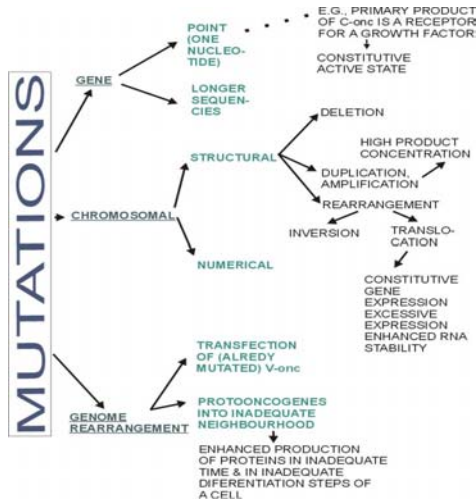 MUTATIONS
GENE
POINT
(ONE
NUCLEO-
TIDE)
E.G., PRIMARY PRODUCT
OF C-onc IS A RECEPTOR
FOR A GROWTH FACTOR:
CONSTITUTIVE
ACTIVE STATE
LONGER
SEQUEN-
CIES
CHROMOSOMAL
STRUCTURAL
DELETION
DUPLICATION,
AMPLIFICATION
HIGH PRODUCT
CONCENTRATION
REARRANGEMENT
INVERSION
TRANSLO-
CATION
CONSTITUTIVE
GENE
EXPRESSION
EXCESSIVE
EXPRESSION
ENHANCED RNA
STABILITY
NUMERICAL
GENOME
REARRANGEMENT
TRANSFECTION
OF (ALREDY
MUTATED) V-onc
PROTOONCOGENES
INTO INADEQUATE
NEIGHBOURHOOD
ENHANCED PRODUCTION
OF PROTEINS IN INADEQUATE
TIME & IN INADEQUATE
DIFERENTIATION STEPS OF
A CELL